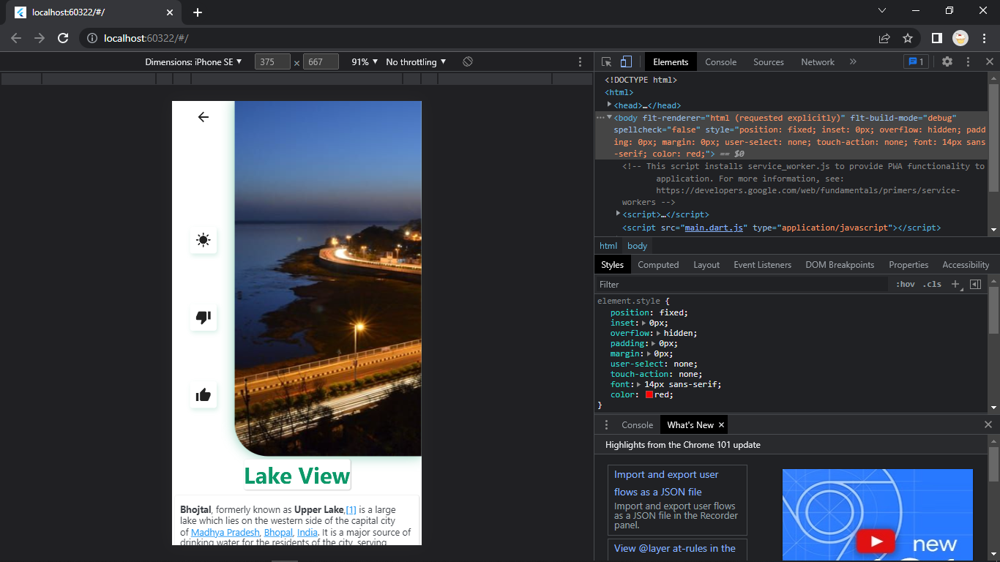 localhost:60322/#/
localhost:60322/#/
Dimensions: iPhone SE ▼ 375 × 667 91% ▼ No throttling ▼
Elements Console Sources Network » 1
<!DOCTYPE html>
<html>
<head>…</head>
<body flt-renderer="html (requested explicitly)" flt-build-mode="debug"
spellcheck="false" style="position: fixed; inset: 0px; overflow: hidden; padd
ing: 0px; margin: 0px; user-select: none; touch-action: none; font: 14px sans
-serif; color: red;"> == $0
<!-- This script installs service_worker.js to provide PWA functionality to
application. For more information, see:
https://developers.google.com/web/fundamentals/primers/service-
workers -->
<script>…</script>
<script src="main.dart.js" type="application/javascript"></script>
html body
Styles Computed Layout Event Listeners DOM Breakpoints Properties Accessibility
Filter :hov .cls
element.style {
position: fixed;
inset: 0px;
overflow: hidden;
padding: 0px;
margin: 0px;
user-select: none;
touch-action: none;
font: 14px sans-serif;
color: red;
}
Console What's New
Highlights from the Chrome 101 update
Import and export user
flows as a JSON file
Import and export user flows
as a JSON file in the Recorder
panel.
View @layer at-rules in the
new
Lake View
Bhojtal, formerly known as Upper Lake,[1] is a large
lake which lies on the western side of the capital city
of Madhya Pradesh, Bhopal, India. It is a major source of
drinking water for the residents of the city, serving